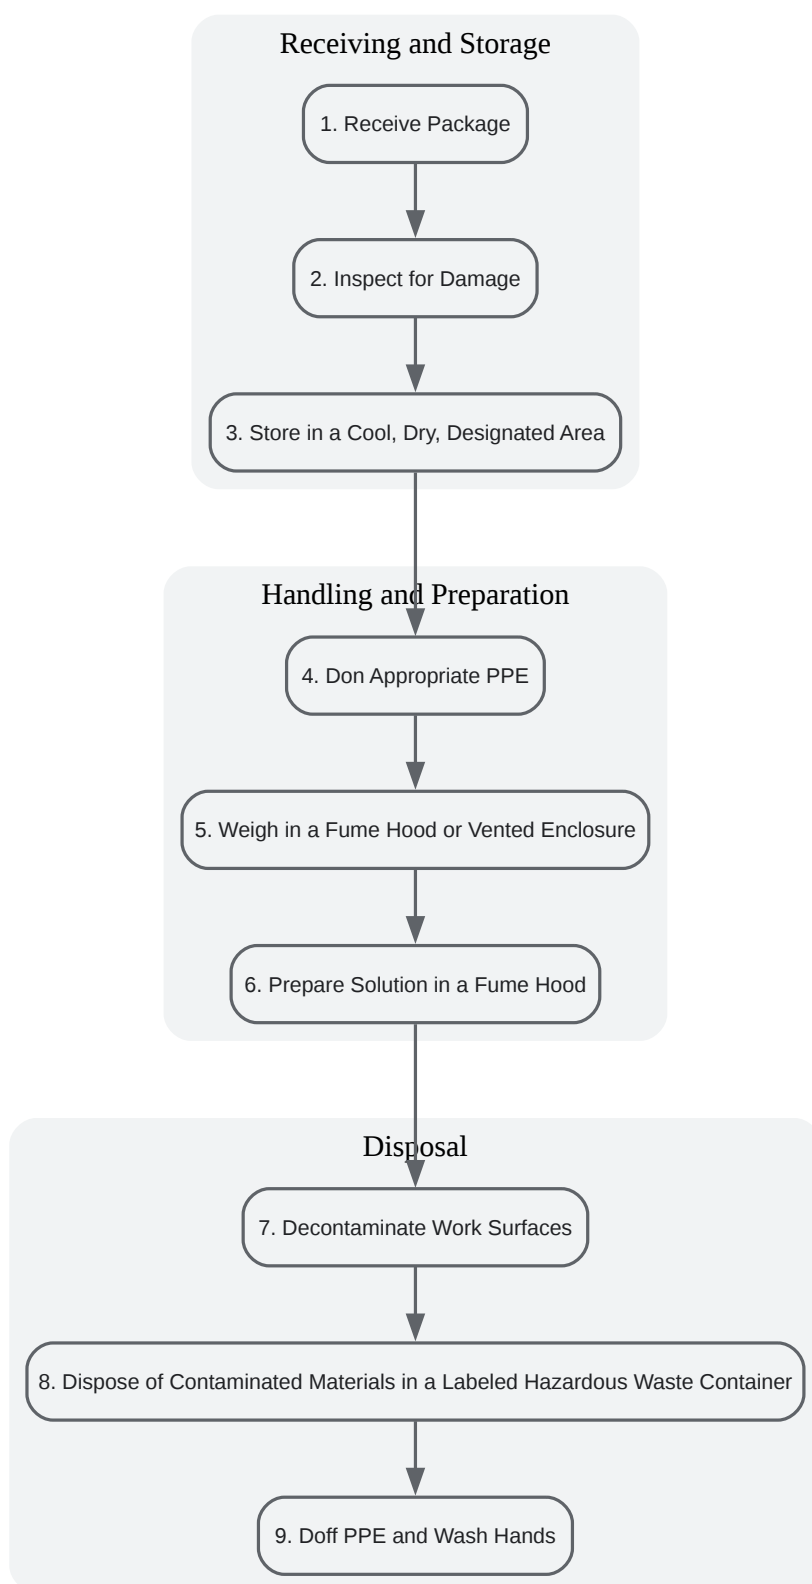 Receiving and Storage
1. Receive Package
2. Inspect for Damage
3. Store in a Cool, Dry, Designated Area
Handling and Preparation
4. Don Appropriate PPE
5. Weigh in a Fume Hood or Vented Enclosure
6. Prepare Solution in a Fume Hood
Disposal
7. Decontaminate Work Surfaces
8. Dispose of Contaminated Materials in a Labeled Hazardous Waste Container
9. Doff PPE and Wash Hands